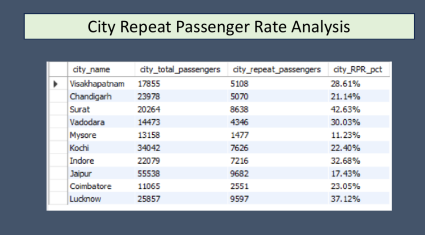 City Repeat Passenger Rate Analysis
city_name city_total_passengers city_repeat_passengers city_RPR_pct
Visakhapatnam 17855 5108 28.61%
Chandigarh 23978 5070 21.14%
Surat 20264 8638 42.63%
Vadodara 14473 4346 30.03%
Mysore 13158 1477 11.23%
Kochi 34042 7626 22.40%
Indore 22079 7216 32.68%
Jaipur 55538 9682 17.43%
Coimbatore 11065 2551 23.05%
Lucknow 25857 9597 37.12%